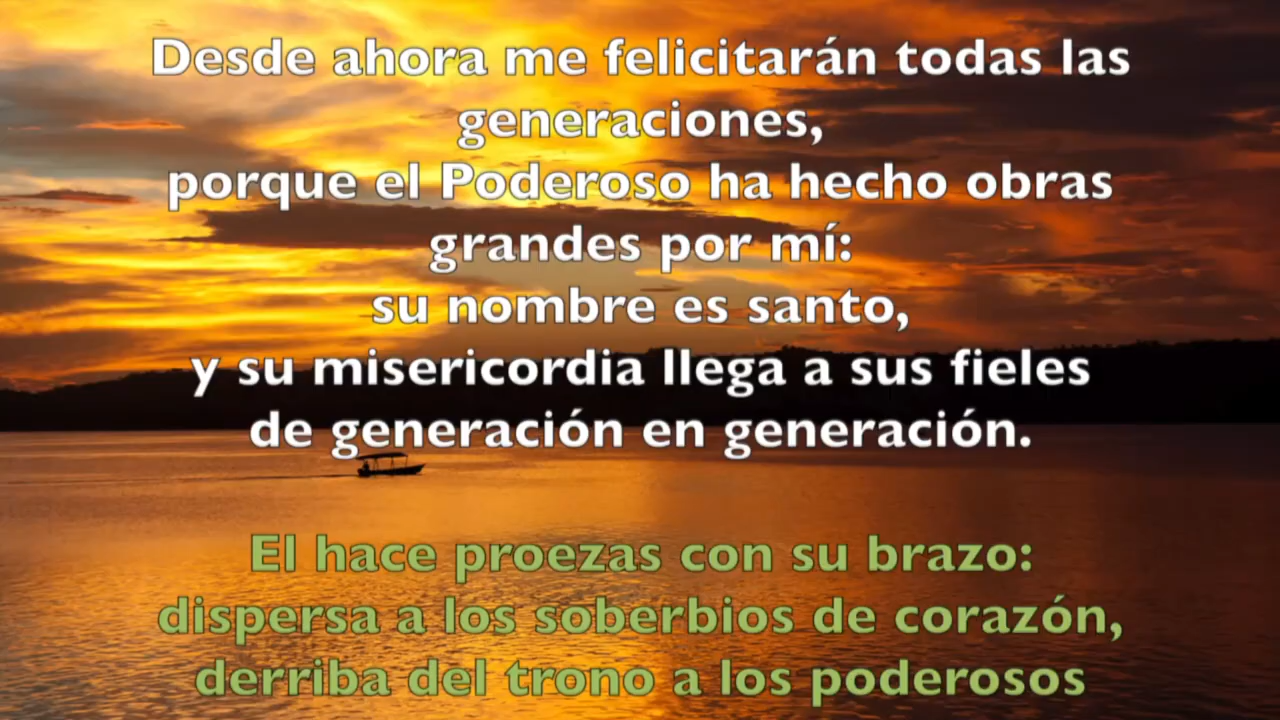 Desde ahora me felicitarán todas las
generaciones,
porque el Poderoso ha hecho obras
grandes por mí:
su nombre es santo,
y su misericordia llega a sus fieles
de generación en generación.
El hace proezas con su brazo:
dispersa a los soberbios de corazón,
derriba del trono a los poderosos